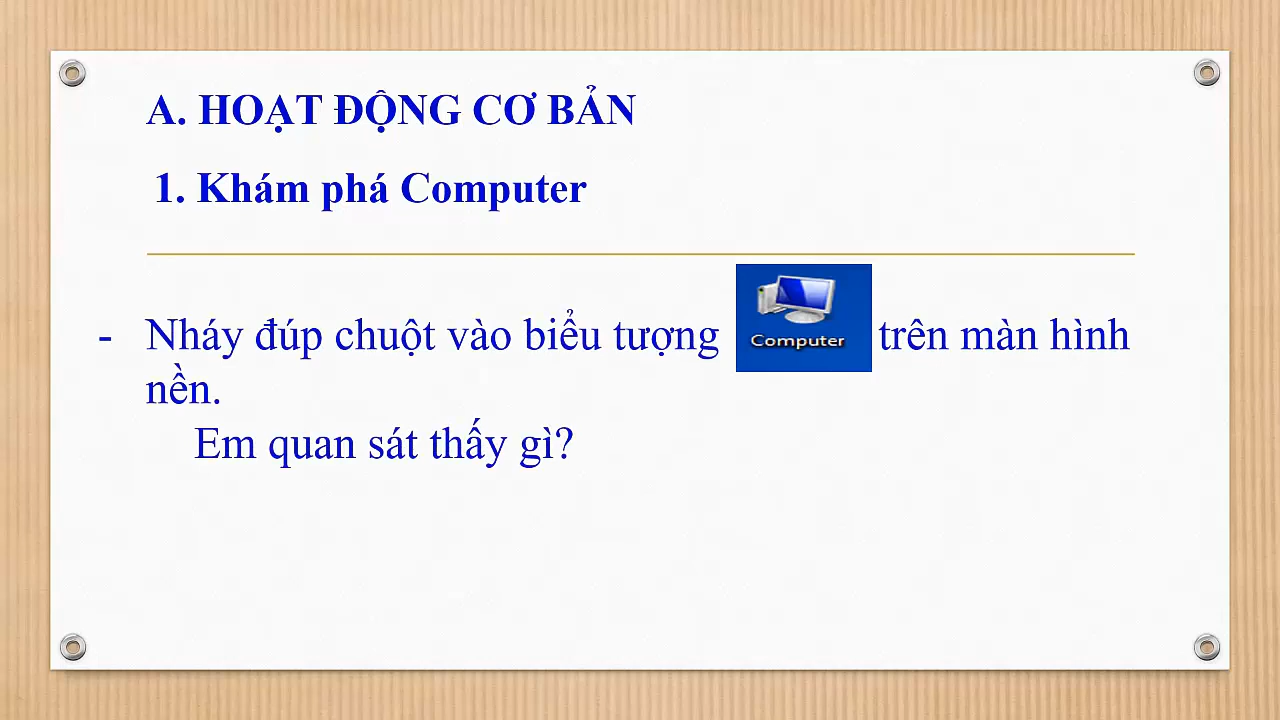 A. HOẠT ĐỘNG CƠ BẢN
1. Khám phá Computer
- Nháy đúp chuột vào biểu tượng Computer trên màn hình
nền.
Em quan sát thấy gì?